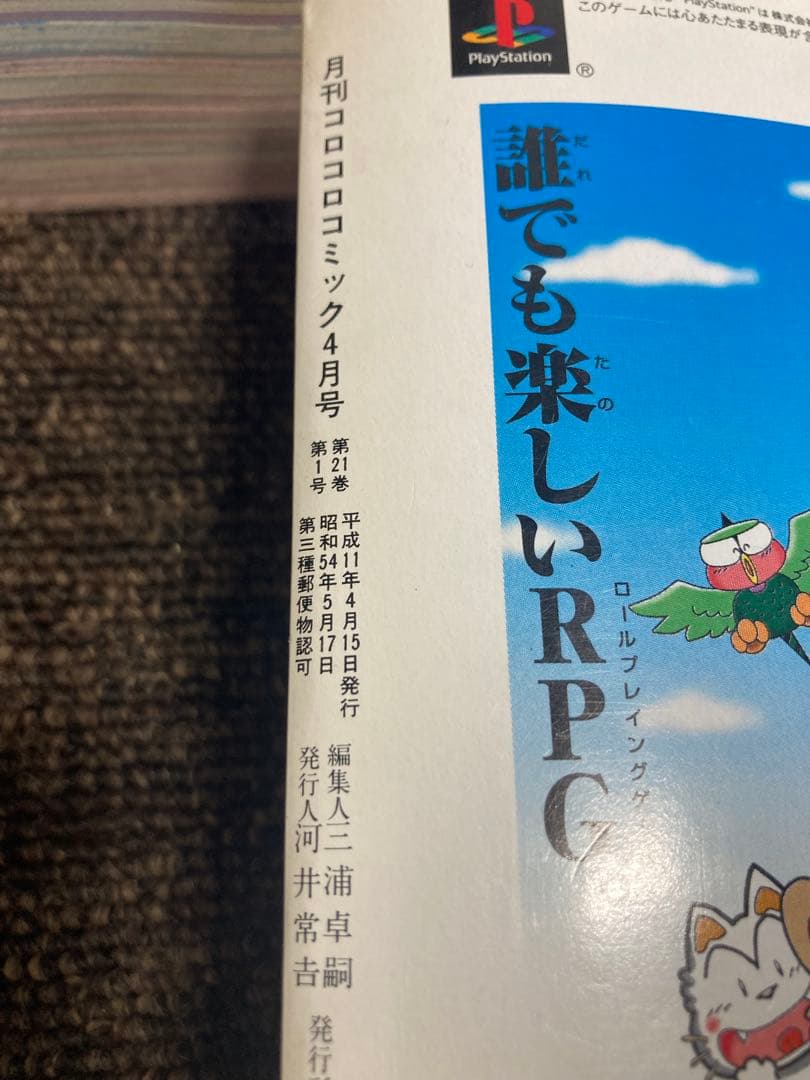 PlayStation
®
"PlayStation"は株式会
このゲームには心あたたまる表現が
誰でも楽しいRPG
だれ
たの
ロールプレイングゲ
月刊コロコロコミック4月号
第21巻
第1号
平成11年4月15日発行
昭和54年5月17日
第三種郵便物認可
編集人三浦卓嗣
発行人河井常吉
発行